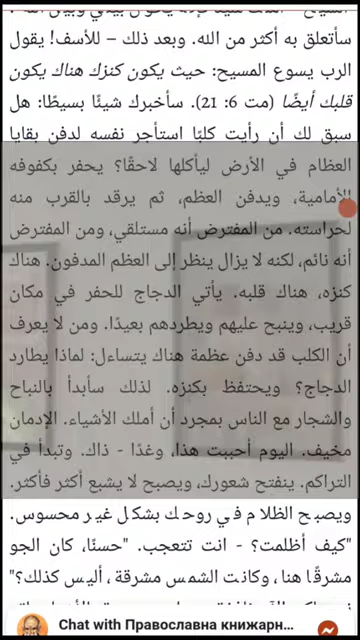 سأتعلق به أكثر من الله. وبعد ذلك – للأسف! يقول
الرب يسوع المسيح: حيث يكون كنزك هناك يكون
قلبك أيضًا (مت 6: 21). سأخبرك شيئًا بسيطًا: هل
سبق لك أن رأيت كلبًا استأجر نفسه لدفن بقايا
العظام في الأرض ليأكلها لاحقًا؟ يحفر بكفوفه
الأمامية، ويدفن العظم، ثم يرقد بالقرب منه
لحراسته. من المفترض أنه مستلقي، ومن المفترض
أنه نائم، لكنه لا يزال ينظر إلى العظم المدفون. هناك
كنزه، هناك قلبه. يأتي الدجاج للحفر في مكان
قريب، وينبح عليهم ويطردهم بعيدًا. ومن لا يعرف
أن الكلب قد دفن عظمة هناك يتساءل: لماذا يطارد
الدجاج؟ ويحتفظ بكنزه. لذلك سأبدأ بالنباح
والشجار مع الناس بمجرد أن أملك الأشياء. الإدمان
مخيف. اليوم أحببت هذا، وغدًا - ذاك. وتبدأ في
التراكم. ينفتح شعورك، ويصبح لا يشبع أكثر فأكثر.
ويصبح الظلام في روحك بشكل غير محسوس.
"كيف أظلمت؟ - انت تتعجب. "حسنًا، كان الجو
مشرقًا هنا، وكانت الشمس مشرقة، أليس كذلك؟"
Chat with Православна книжарн...